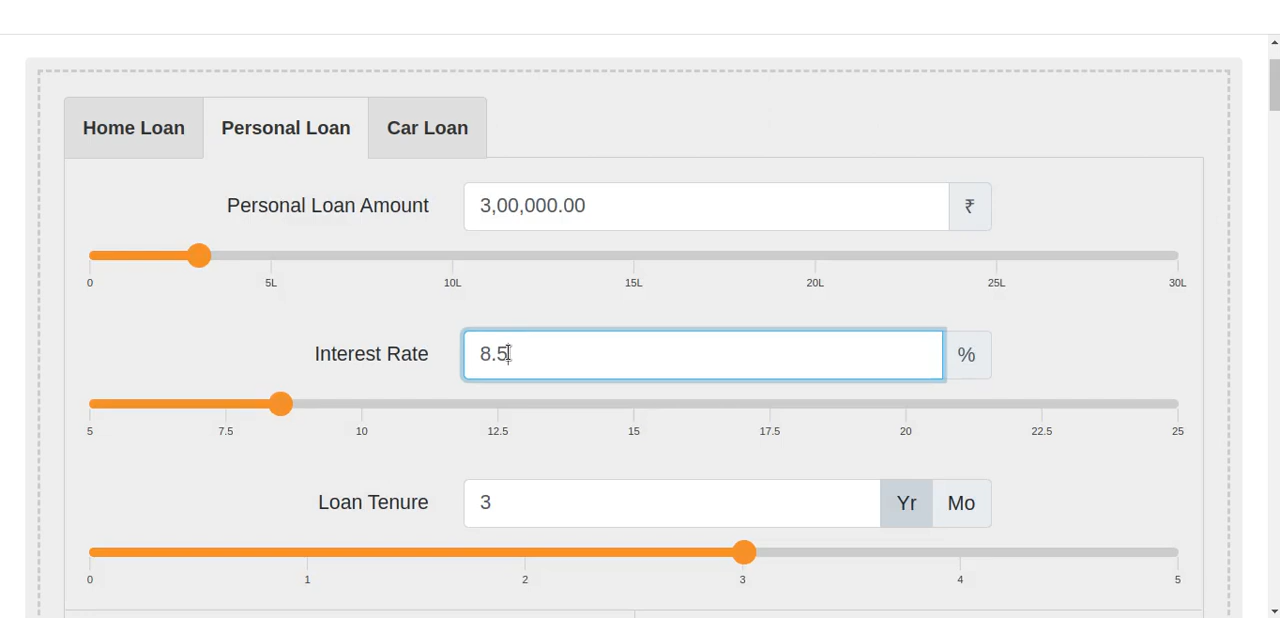 Home Loan Personal Loan Car Loan
Personal Loan Amount 3,00,000.00 ₹
0 5L 10L 15L 20L 25L 30L
Interest Rate 8.5 %
5 7.5 10 12.5 15 17.5 20 22.5 25
Loan Tenure 3 Yr Mo
0 1 2 3 4 5